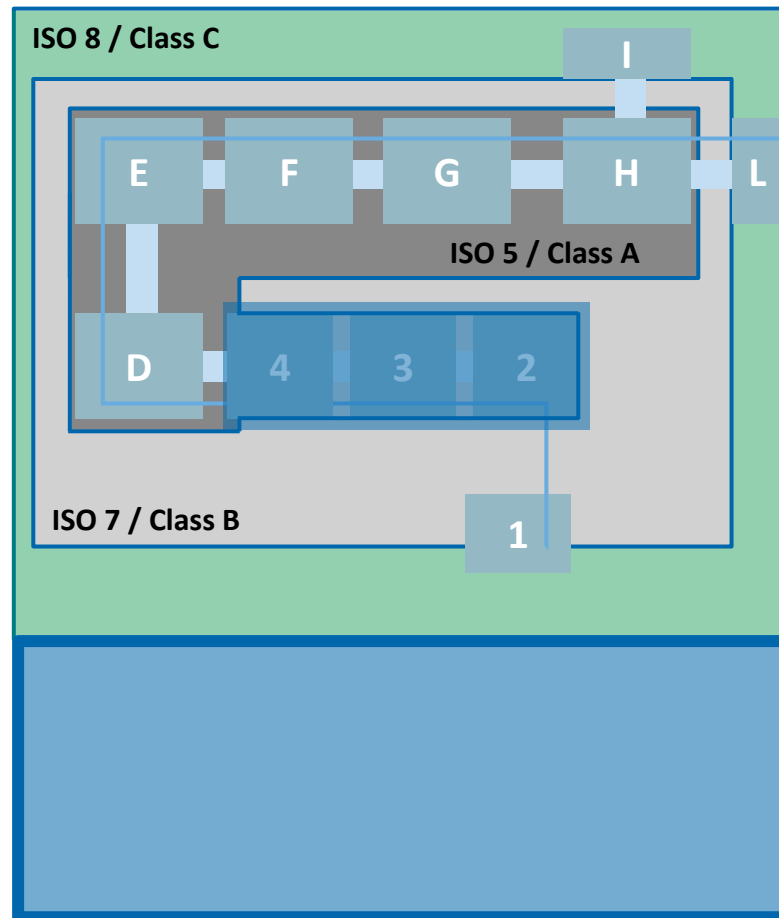 ISO 8 / Class C
I
E F G H L
ISO 5 / Class A
D 4 3 2
ISO 7 / Class B
1